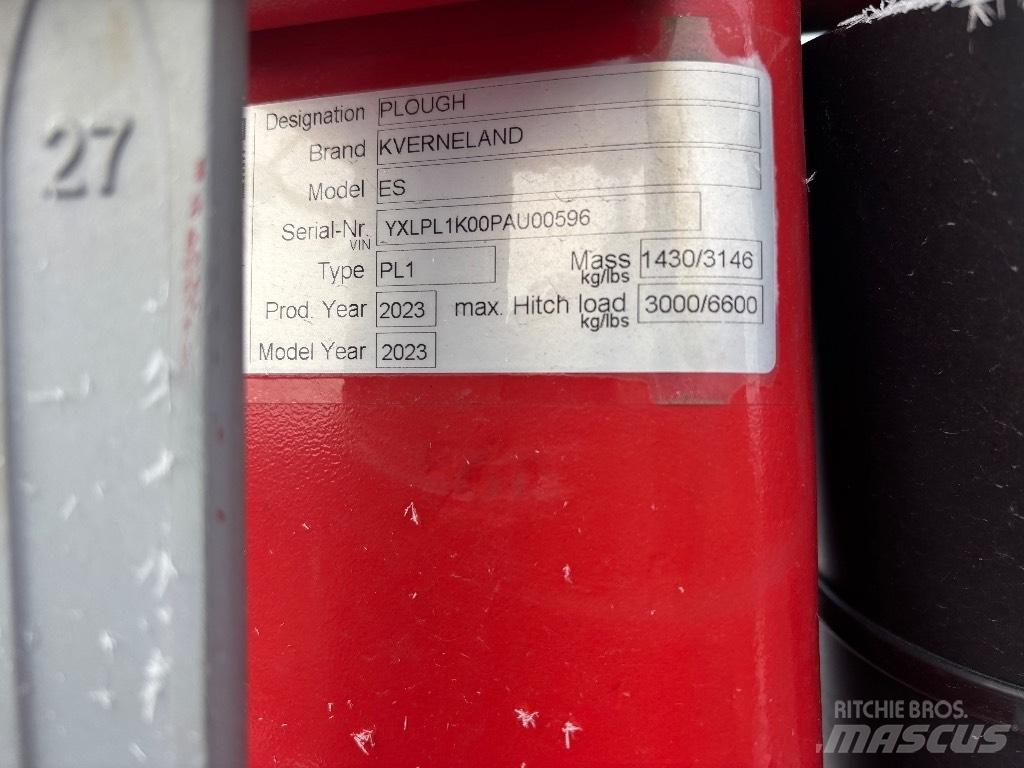 27
Designation PLOUGH
Brand KVERNELAND
Model ES
Serial-Nr. VIN YXLPL1K00PAU00596
Type PL1 Mass kg/lbs 1430/3146
Prod. Year 2023 max. Hitch load kg/lbs 3000/6600
Model Year 2023
RITCHIE BROS.
MASCUS